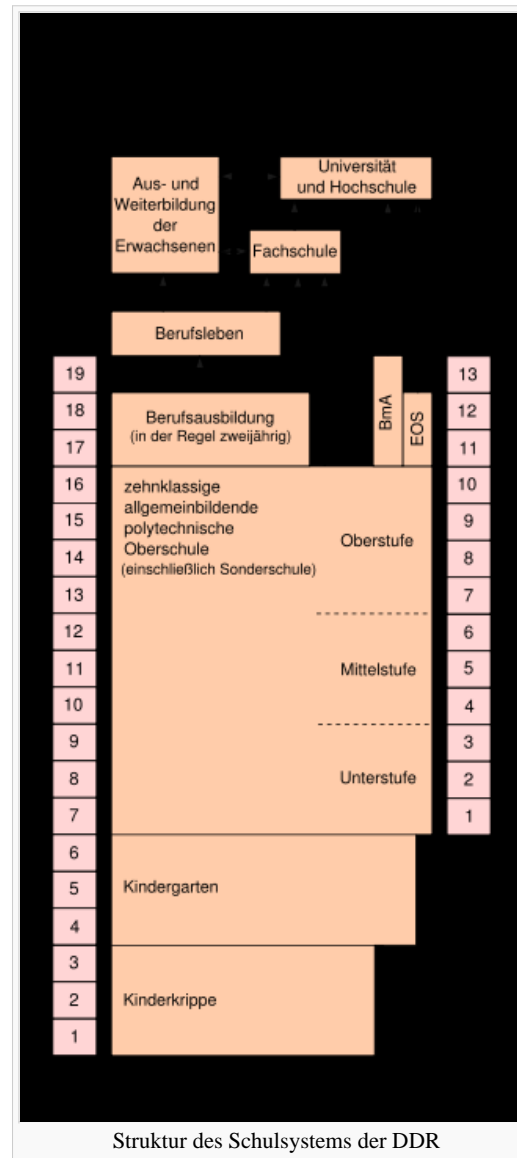 Universität
und Hochschule
Aus- und
Weiterbildung
der
Erwachsenen
Fachschule
Berufsleben
19
13
BmA
18
Berufsausbildung
(in der Regel zweijährig)
EOS
12
17
11
16
zehnklassige
allgemeinbildende
polytechnische
Oberschule
(einschließlich Sonderschule)
10
15
9
Oberstufe
14
8
13
7
12
6
11
Mittelstufe
5
10
4
9
3
8
Unterstufe
2
7
1
6
5
Kindergarten
4
3
2
Kinderkrippe
1
Struktur des Schulsystems der DDR